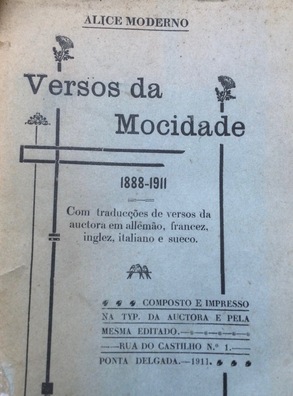 ALICE MODERNO
Versos da
Mocidade
1888-1911
Com traducções de versos da
auctora em allémão, francez,
inglez, italiano e sueco.
COMPOSTO E IMPRESSO
NA TYP. DA AUCTORA E PELA
MESMA EDITADO.
RUA DO CASTILHO N.º 1.
PONTA DELGADA.—1911.